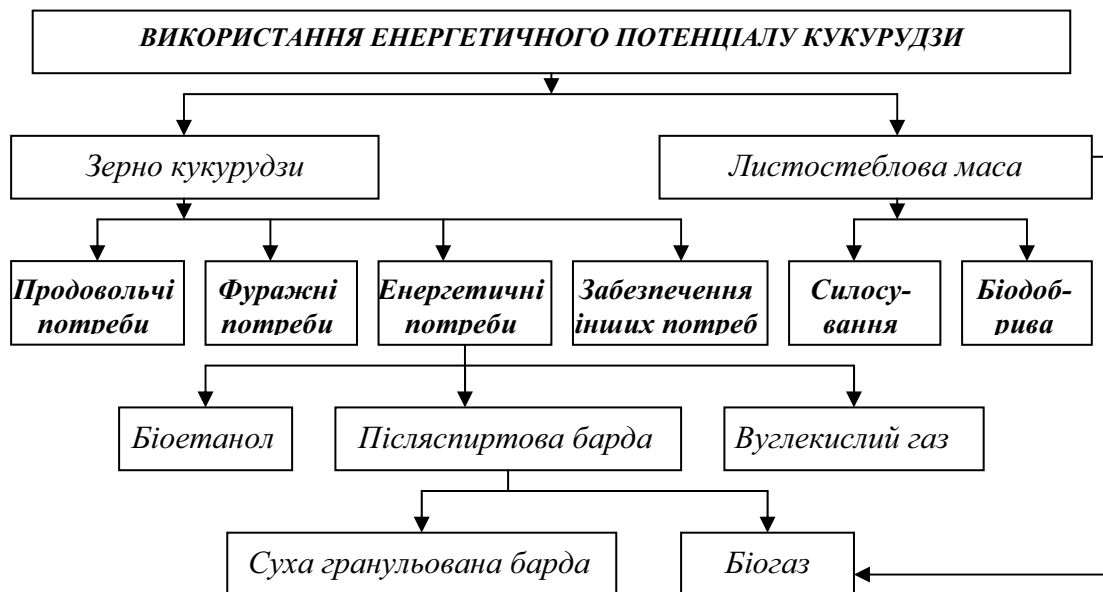 ВИКОРИСТАННЯ ЕНЕРГЕТИЧНОГО ПОТЕНЦІАЛУ КУКУРУДЗИ
Зерно кукурудзи
Листостеблова маса
Продовольчі
потреби
Фуражні
потреби
Енергетичні
потреби
Забезпечення
інших потреб
Силосу-
вання
Біодоб-
рива
Біоетанол
Післяспиртова барда
Вуглекислий газ
Суха гранульована барда
Біогаз